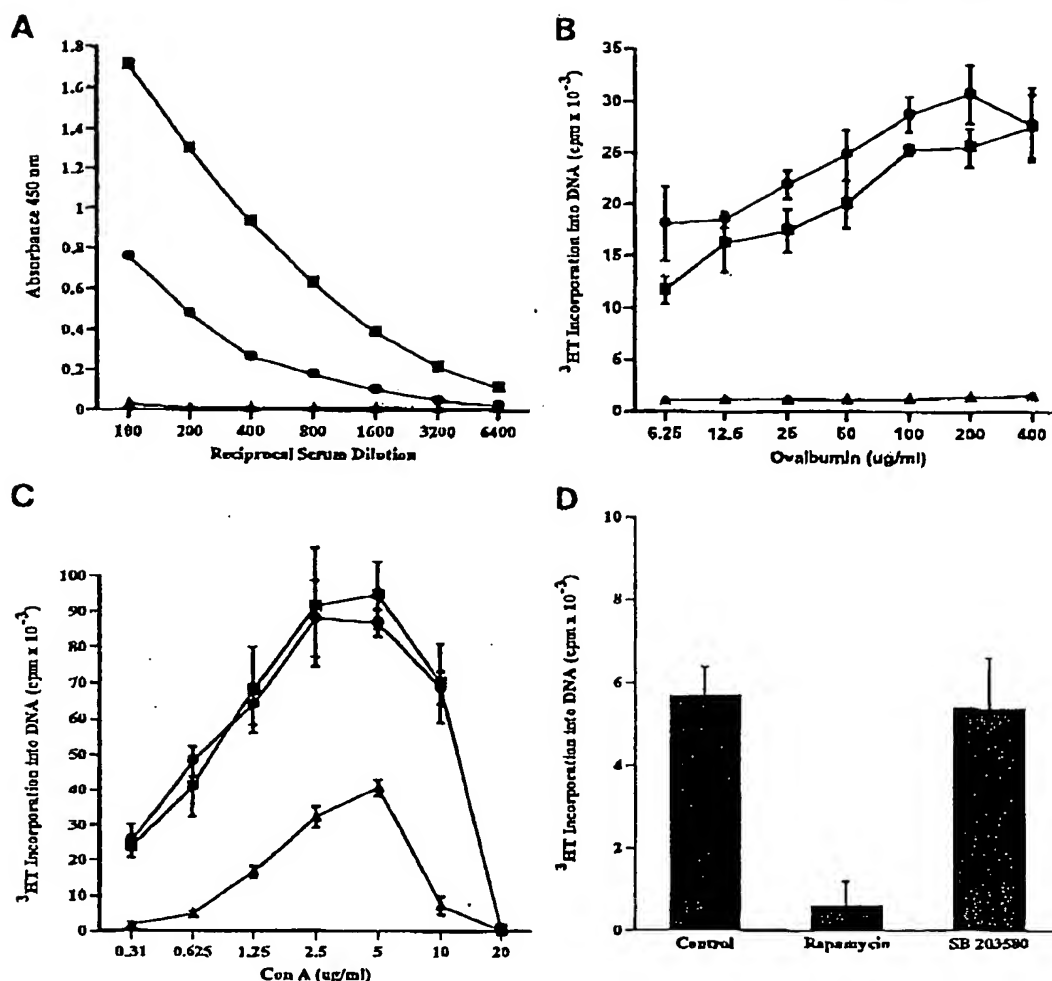 A
1.8
1.6
1.4
1.2
1
0.8
0.6
0.4
0.2
0
Absorbance 450 nm
100 200 400 800 1600 3200 6400
Reciprocal Serum Dilution
B
35
30
25
20
15
10
5
0
³HT Incorporation into DNA (cpm x 10⁻³)
6.25 12.5 25 50 100 200 400
Ovalbumin (ug/ml)
C
100
90
80
70
60
50
40
30
20
10
0
³HT Incorporation into DNA (cpm x 10⁻³)
0.31 0.625 1.25 2.5 5 10 20
Con A (ug/ml)
D
10
8
6
4
2
0
³HT Incorporation into DNA (cpm x 10⁻³)
Control Rapamycin SB 203580